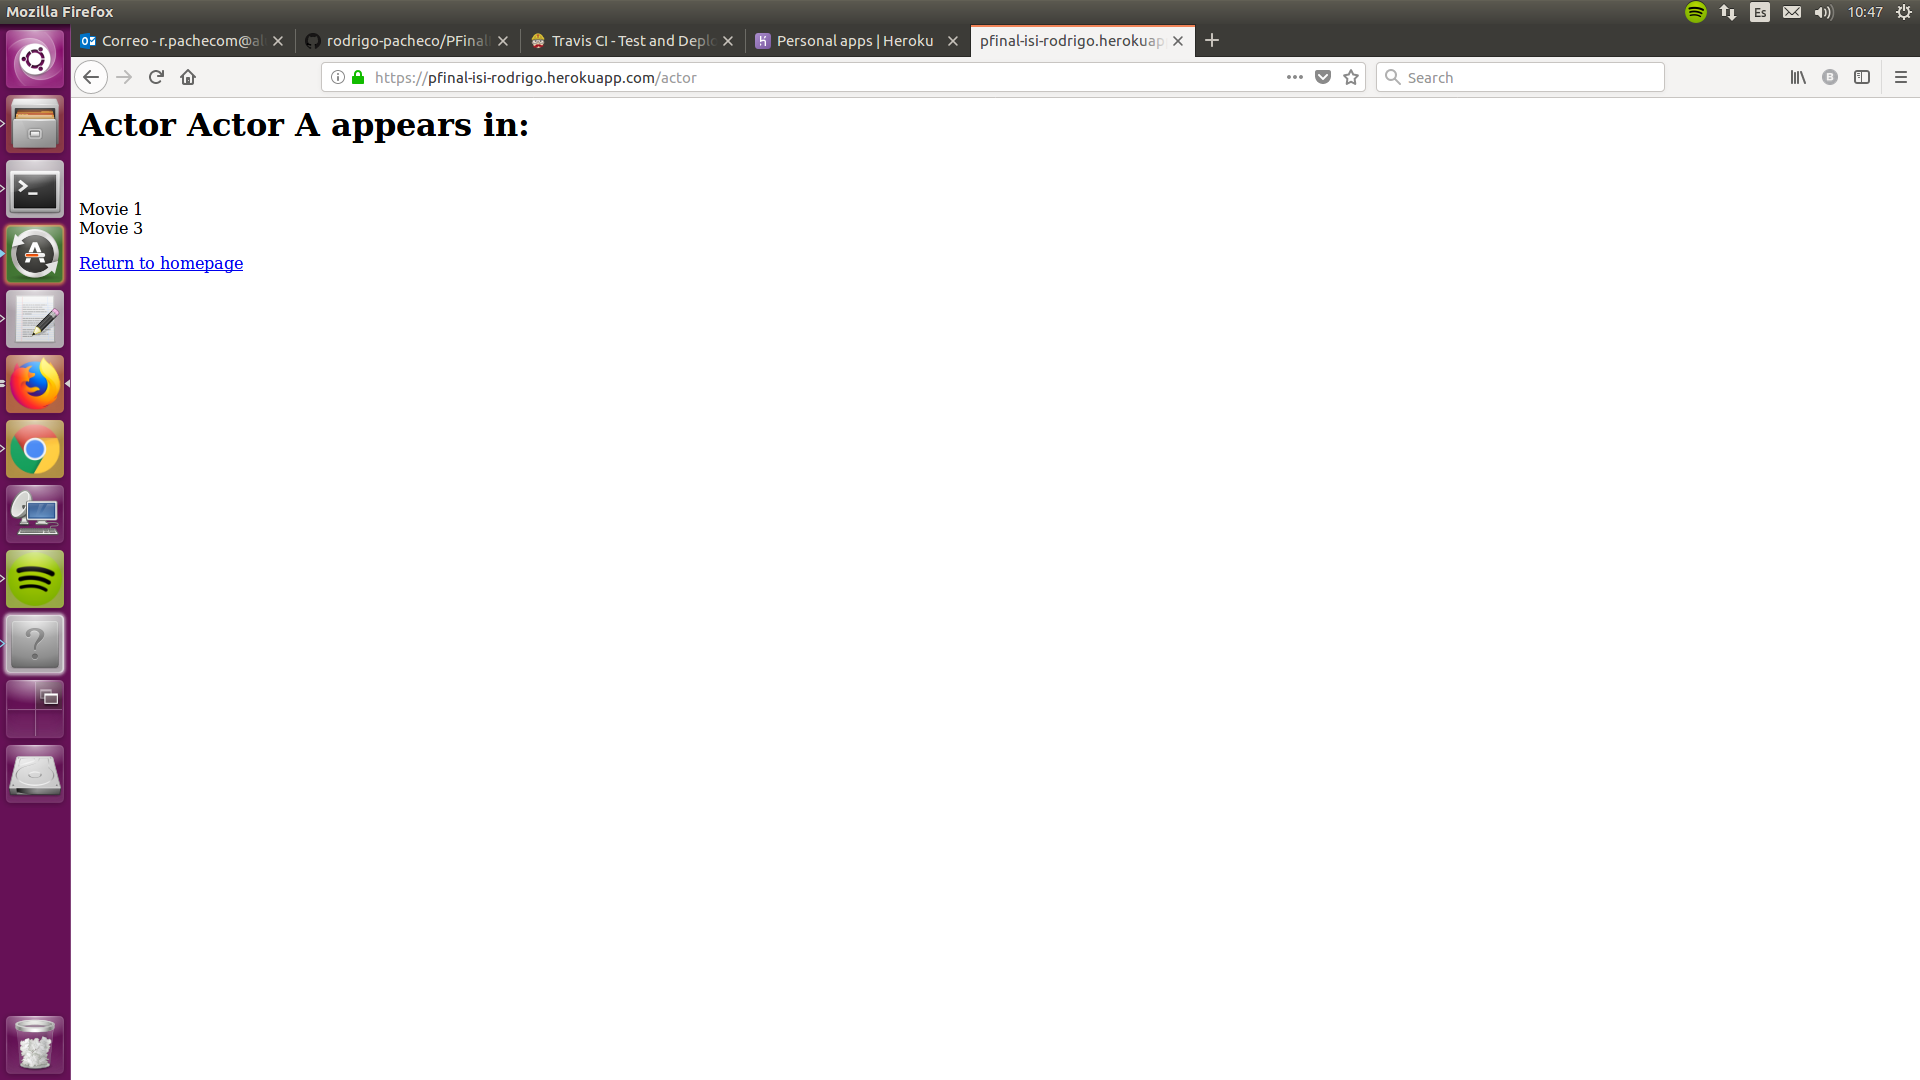 Mozilla Firefox
Es
10:47
Correo - r.pachecom@al
rodrigo-pacheco/PFinal
Travis CI - Test and Deplo
Personal apps | Heroku
pfinal-isi-rodrigo.herokuap
https://pfinal-isi-rodrigo.herokuapp.com/actor
Search
B
Actor Actor A appears in:
Movie 1
Movie 3
Return to homepage